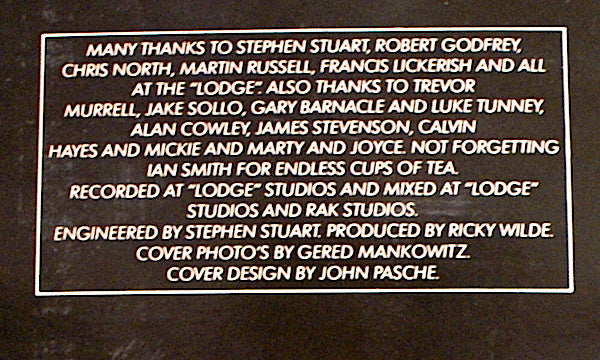 MANY THANKS TO STEPHEN STUART, ROBERT GODFREY,
CHRIS NORTH, MARTIN RUSSELL, FRANCIS LICKERISH AND ALL
AT THE "LODGE". ALSO THANKS TO TREVOR
MURRELL, JAKE SOLLO, GARY BARNACLE AND LUKE TUNNEY,
ALAN COWLEY, JAMES STEVENSON, CALVIN
HAYES AND MICKIE AND MARTY AND JOYCE. NOT FORGETTING
IAN SMITH FOR ENDLESS CUPS OF TEA.
RECORDED AT "LODGE" STUDIOS AND MIXED AT "LODGE"
STUDIOS AND RAK STUDIOS.
ENGINEERED BY STEPHEN STUART. PRODUCED BY RICKY WILDE.
COVER PHOTO'S BY GERED MANKOWITZ.
COVER DESIGN BY JOHN PASCHE.